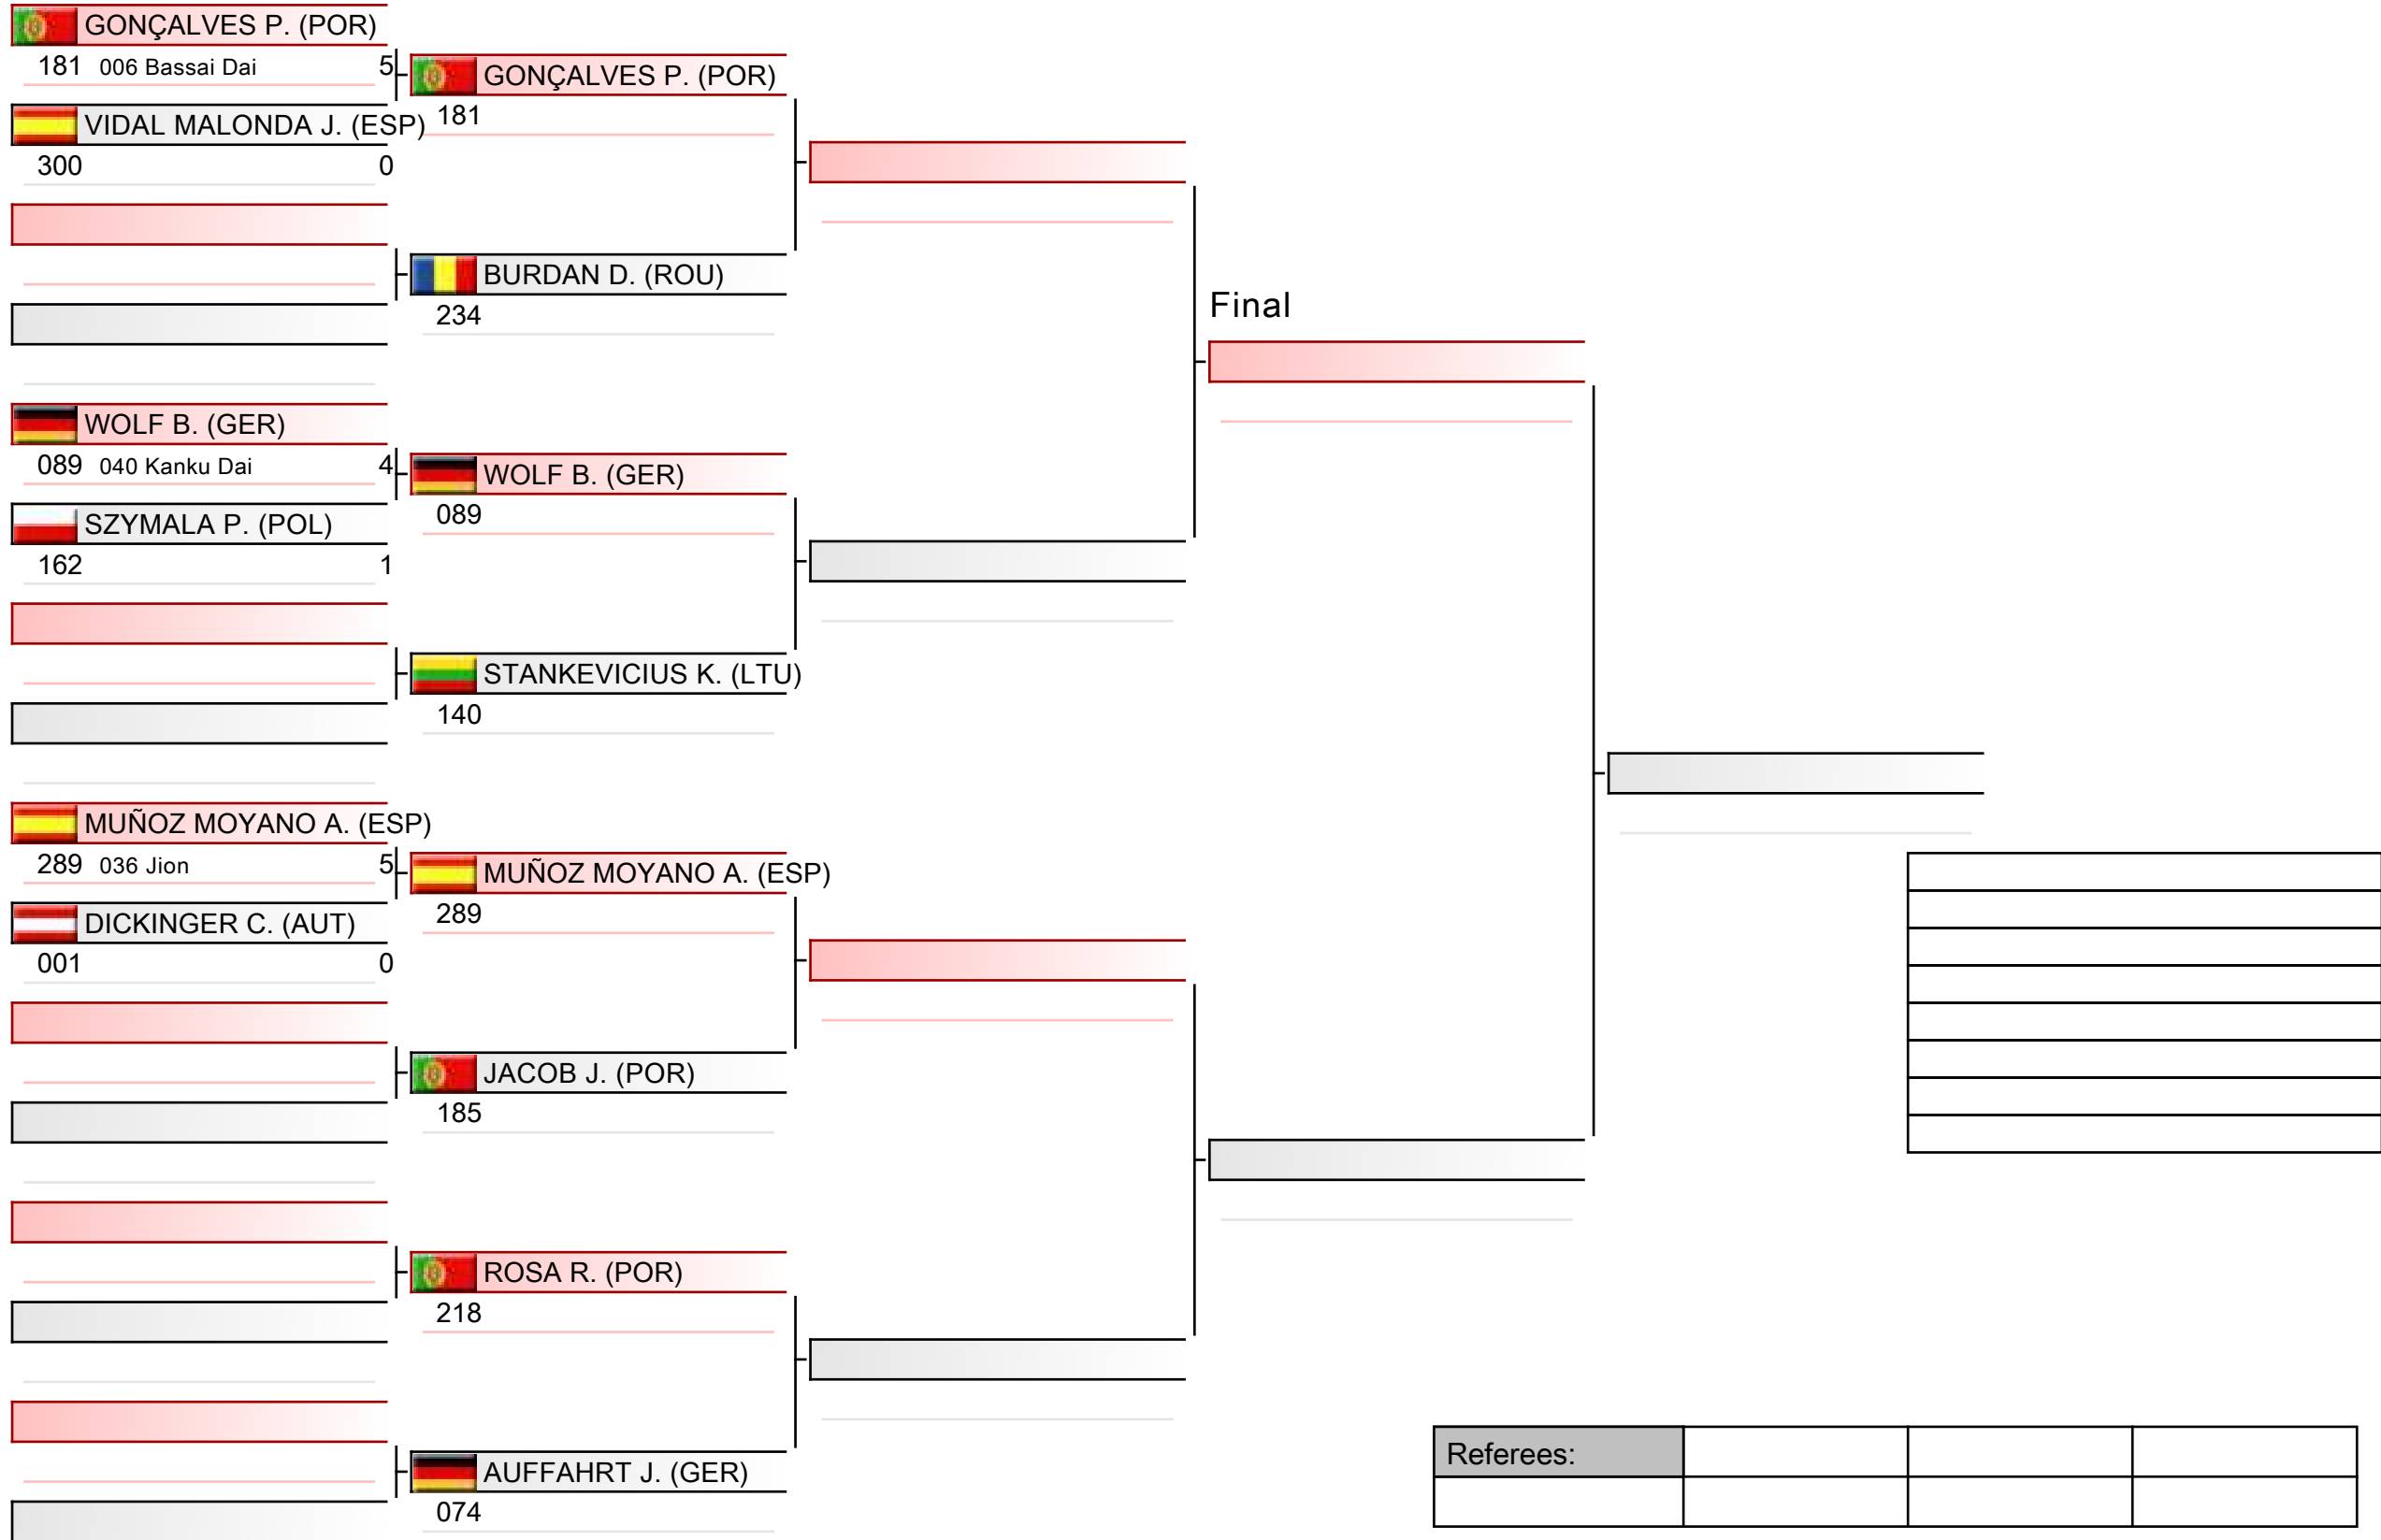 GONÇALVES P. (POR)
181 006 Bassai Dai 5
VIDAL MALONDA J. (ESP)
300 0
WOLF B. (GER)
089 040 Kanku Dai 4
SZYMALA P. (POL)
162 1
MUÑOZ MOYANO A. (ESP)
289 036 Jion 5
DICKINGER C. (AUT)
001 0
GONÇALVES P. (POR)
181
BURDAN D. (ROU)
234
WOLF B. (GER)
089
STANKEVICIUS K. (LTU)
140
MUÑOZ MOYANO A. (ESP)
289
JACOB J. (POR)
185
ROSA R. (POR)
218
AUFFAHRT J. (GER)
074
Final
Referees: